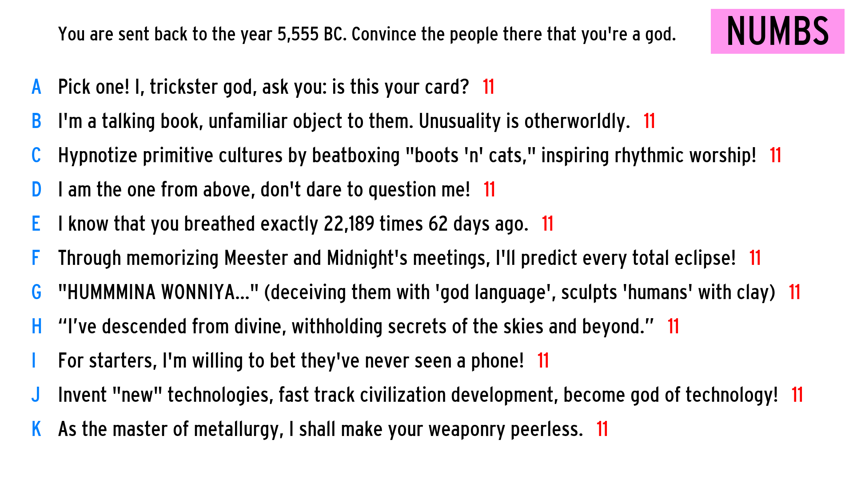 You are sent back to the year 5,555 BC. Convince the people there that you're a god.
NUMBS
A Pick one! I, trickster god, ask you: is this your card? 11
B I'm a talking book, unfamiliar object to them. Unusuality is otherworldly. 11
C Hypnotize primitive cultures by beatboxing "boots 'n' cats," inspiring rhythmic worship! 11
D I am the one from above, don't dare to question me! 11
E I know that you breathed exactly 22,189 times 62 days ago. 11
F Through memorizing Meester and Midnight's meetings, I'll predict every total eclipse! 11
G "HUMMMINA WONNIYA..." (deceiving them with 'god language', sculpts 'humans' with clay) 11
H “I’ve descended from divine, withholding secrets of the skies and beyond.” 11
I For starters, I'm willing to bet they've never seen a phone! 11
J Invent "new" technologies, fast track civilization development, become god of technology! 11
K As the master of metallurgy, I shall make your weaponry peerless. 11